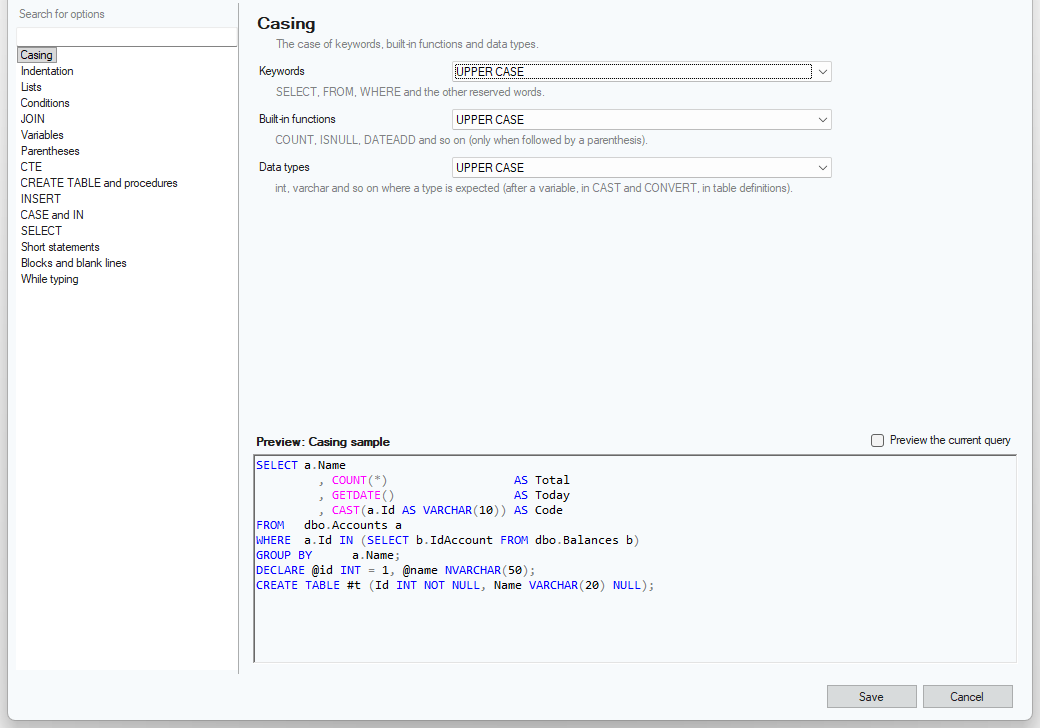 Search for options
Casing
Indentation
Lists
Conditions
JOIN
Variables
Parentheses
CTE
CREATE TABLE and procedures
INSERT
CASE and IN
SELECT
Short statements
Blocks and blank lines
While typing
Casing
The case of keywords, built-in functions and data types.
Keywords UPPER CASE
SELECT, FROM, WHERE and the other reserved words.
Built-in functions UPPER CASE
COUNT, ISNULL, DATEADD and so on (only when followed by a parenthesis).
Data types UPPER CASE
int, varchar and so on where a type is expected (after a variable, in CAST and CONVERT, in table definitions).
Preview: Casing sample Preview the current query
SELECT a.Name
, COUNT(*) AS Total
, GETDATE() AS Today
, CAST(a.Id AS VARCHAR(10)) AS Code
FROM dbo.Accounts a
WHERE a.Id IN (SELECT b.IdAccount FROM dbo.Balances b)
GROUP BY a.Name;
DECLARE @id INT = 1, @name NVARCHAR(50);
CREATE TABLE #t (Id INT NOT NULL, Name VARCHAR(20) NULL);
Save Cancel